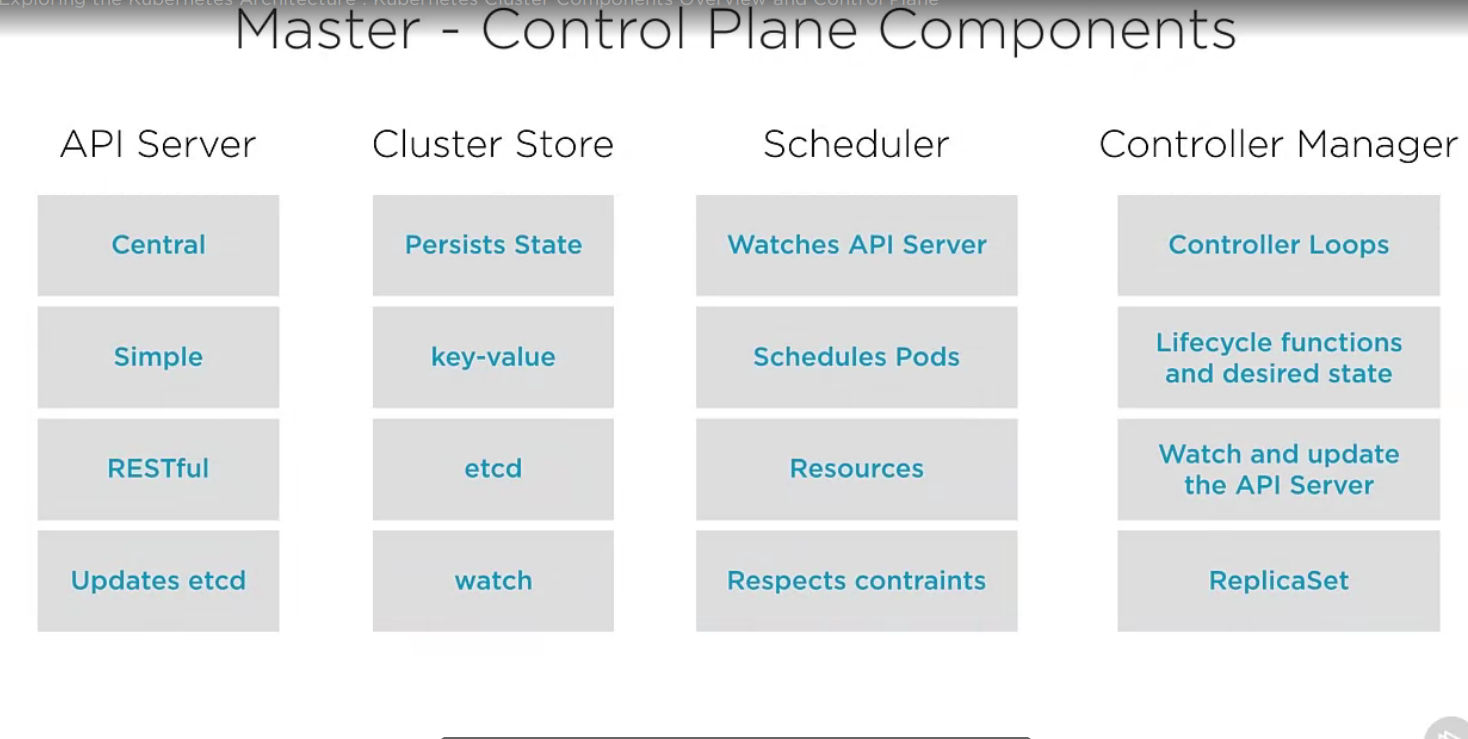 Exploring the Kubernetes Architecture : Kubernetes Cluster Components Overview and Control Plane
Master - Control Plane Components
API Server
Cluster Store
Scheduler
Controller Manager
Central
Persists State
Watches API Server
Controller Loops
Simple
key-value
Schedules Pods
Lifecycle functions
and desired state
RESTful
etcd
Resources
Watch and update
the API Server
Updates etcd
watch
Respects contraints
ReplicaSet